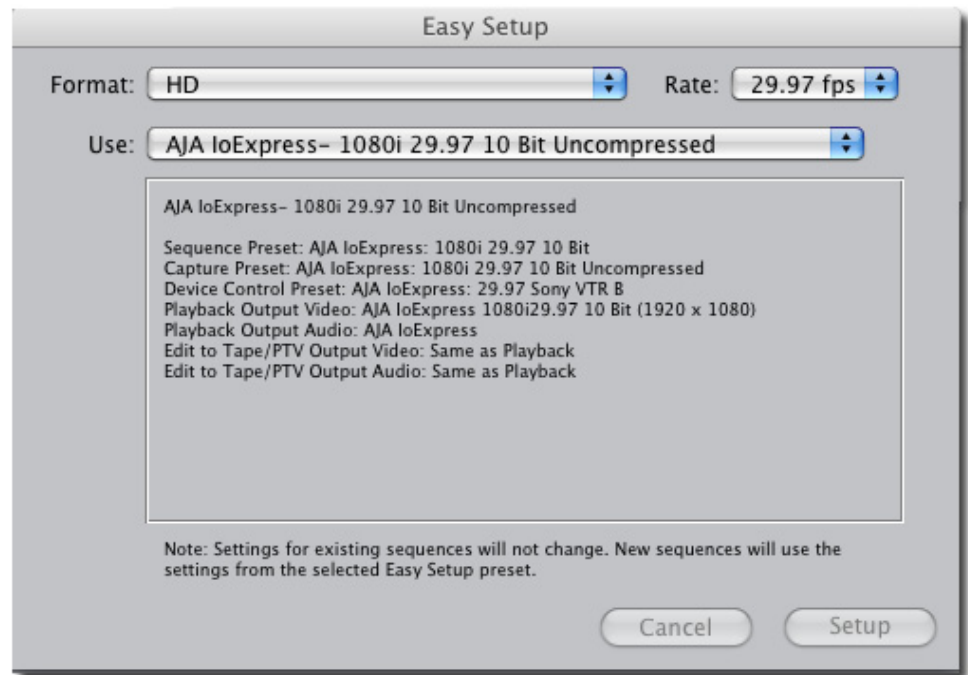 Easy Setup
Format: HD Rate: 29.97 fps
Use: AJA IoExpress– 1080i 29.97 10 Bit Uncompressed
AJA IoExpress– 1080i 29.97 10 Bit Uncompressed
Sequence Preset: AJA IoExpress: 1080i 29.97 10 Bit
Capture Preset: AJA IoExpress: 1080i 29.97 10 Bit Uncompressed
Device Control Preset: AJA IoExpress: 29.97 Sony VTR B
Playback Output Video: AJA IoExpress 1080i29.97 10 Bit (1920 x 1080)
Playback Output Audio: AJA IoExpress
Edit to Tape/PTV Output Video: Same as Playback
Edit to Tape/PTV Output Audio: Same as Playback
Note: Settings for existing sequences will not change. New sequences will use the
settings from the selected Easy Setup preset.
Cancel Setup